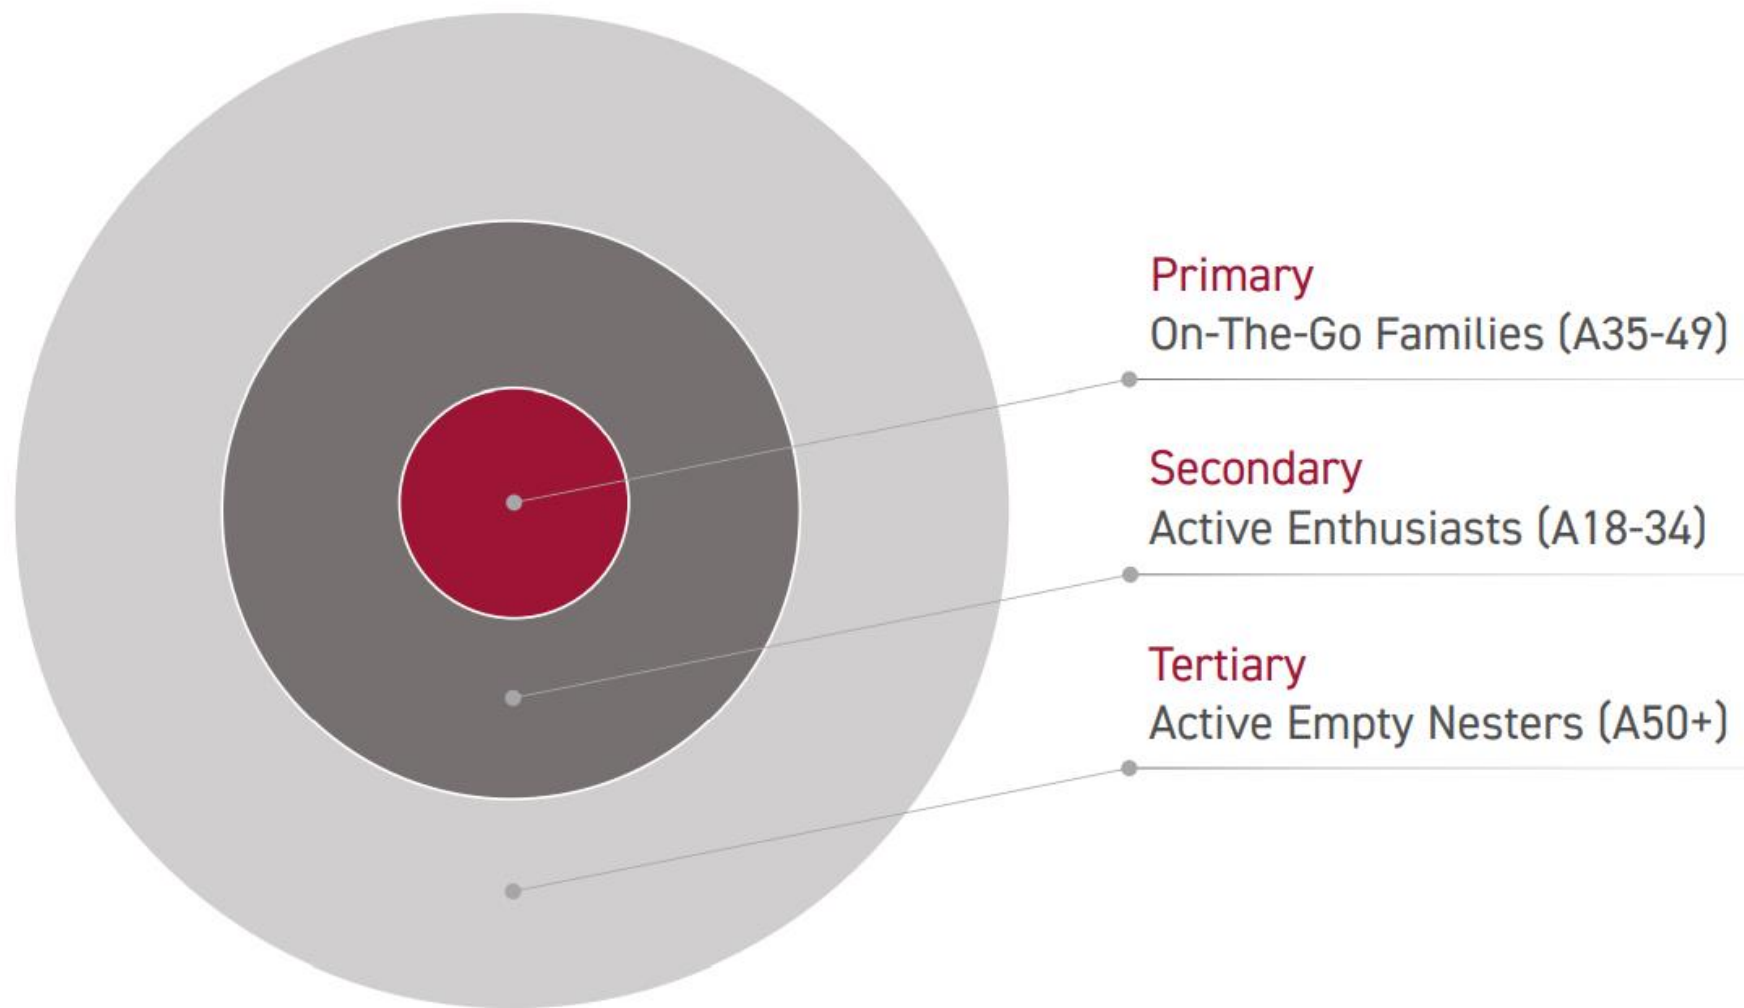 Primary
On-The-Go Families (A35-49)
Secondary
Active Enthusiasts (A18-34)
Tertiary
Active Empty Nesters (A50+)